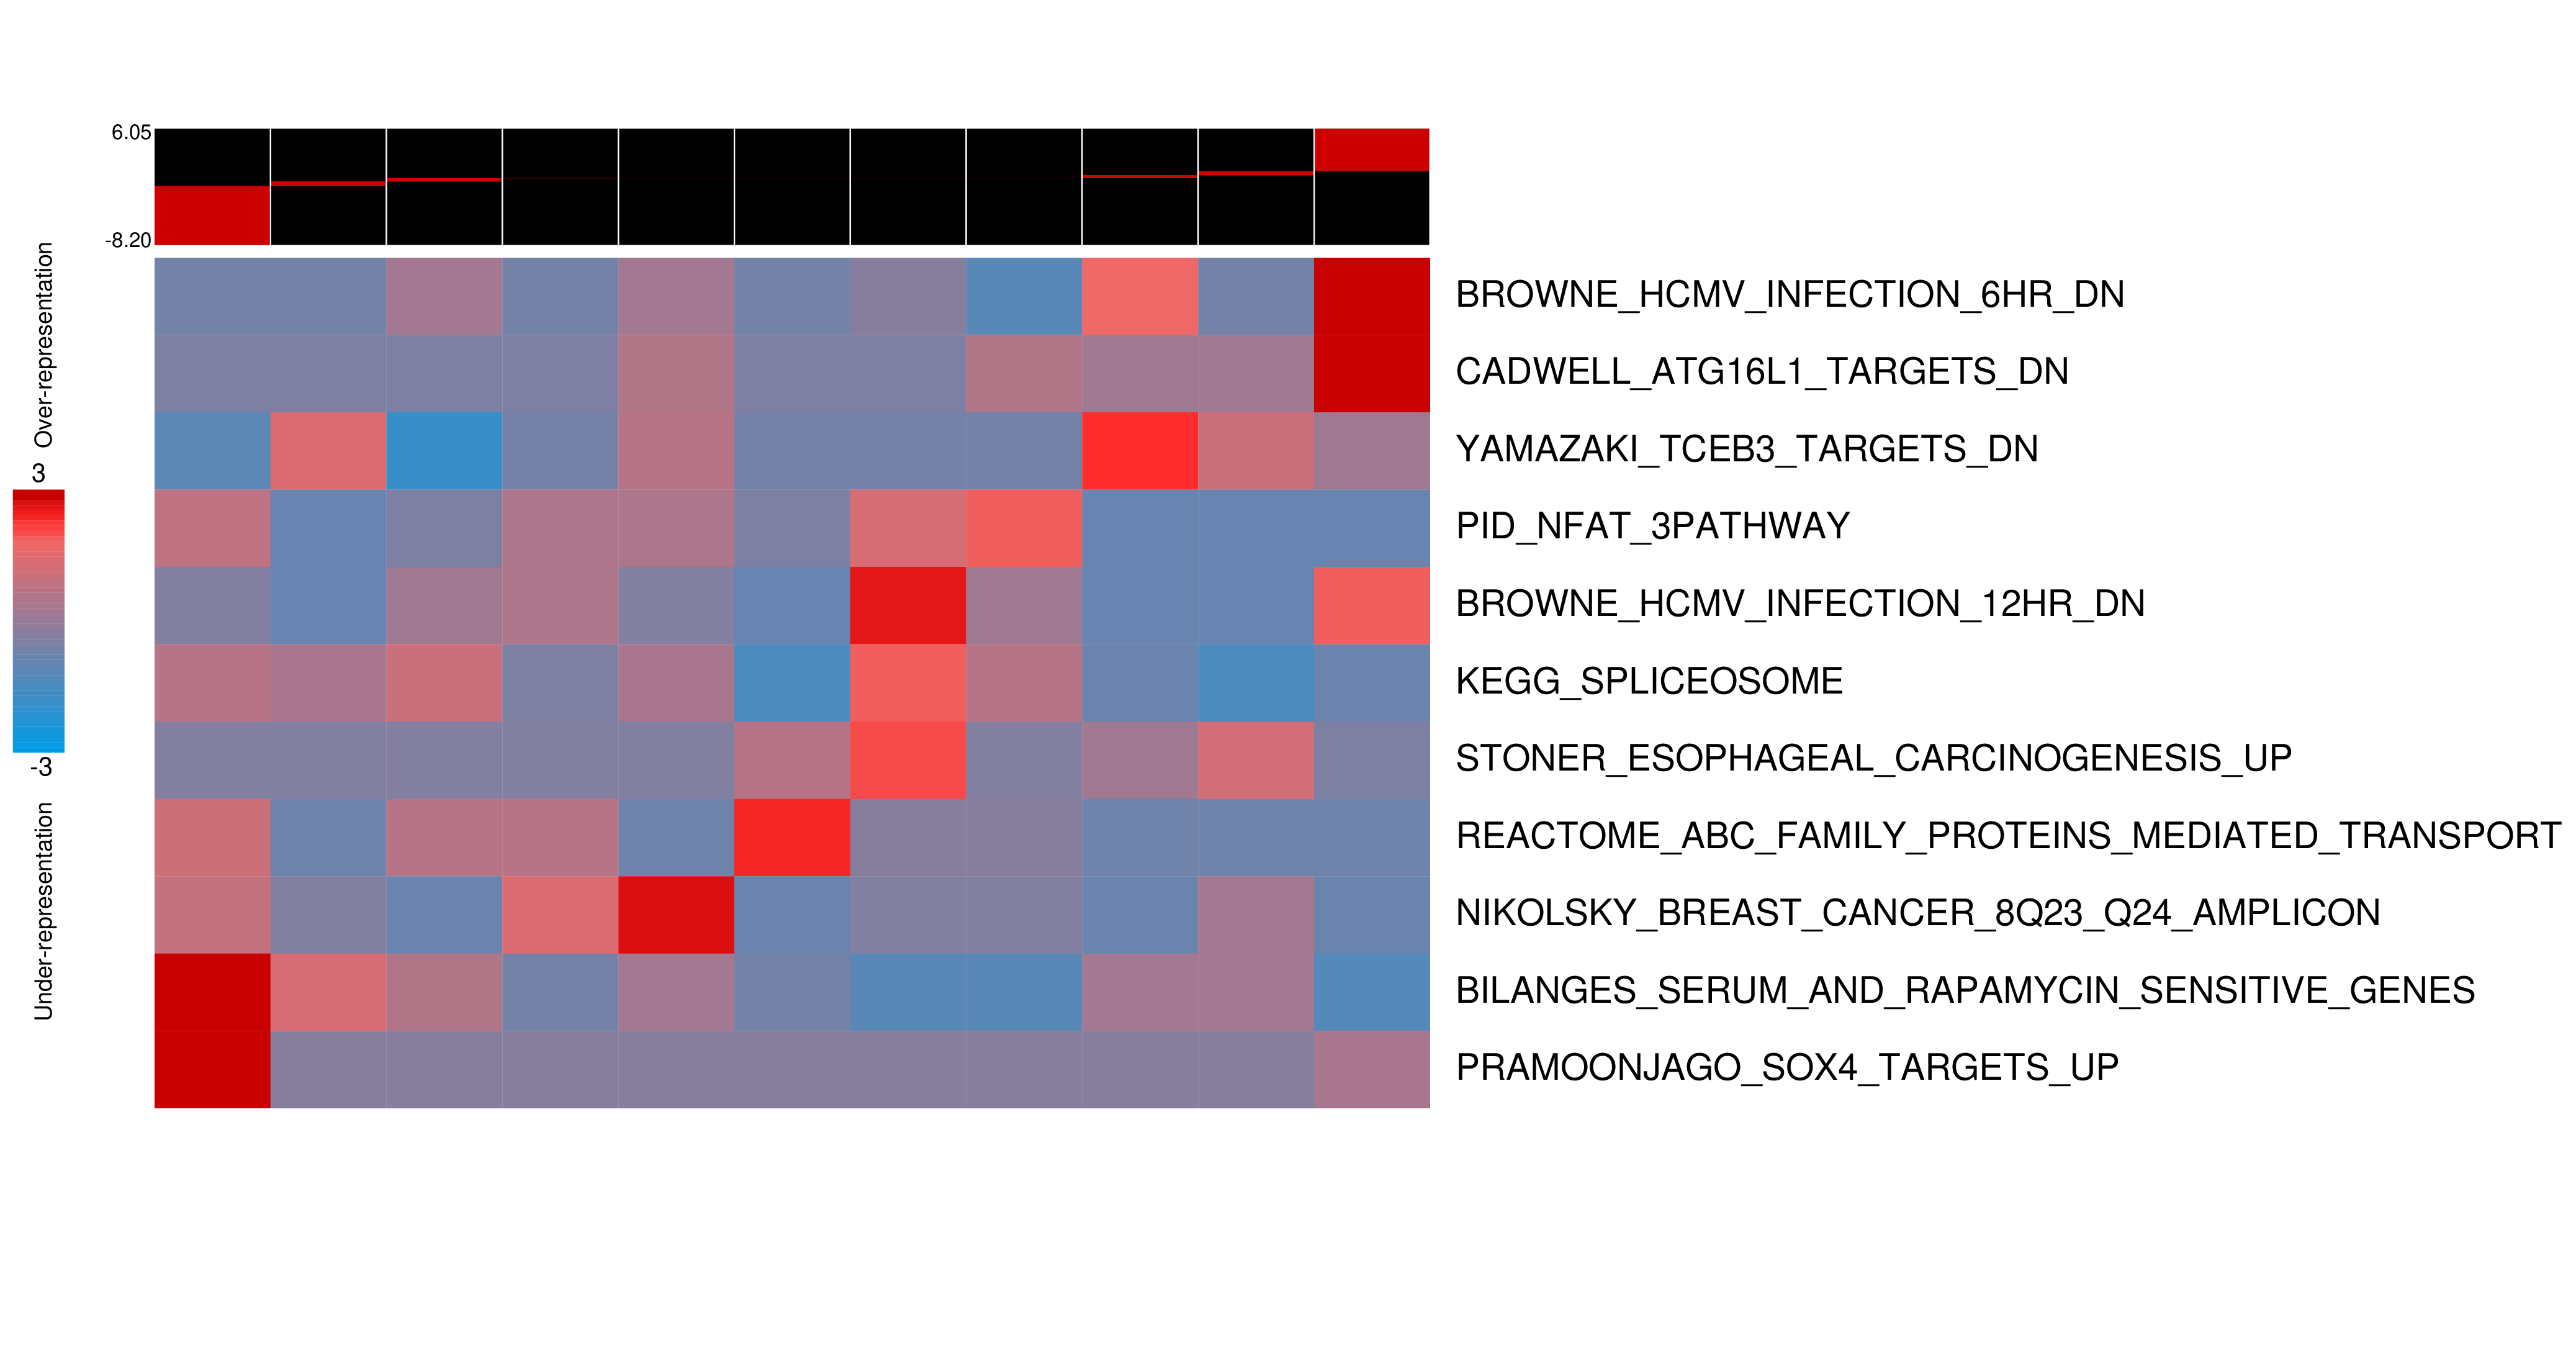 6.05
-8.20
Over-representation
3
-3
Under-representation
BROWNE_HCMV_INFECTION_6HR_DN
CADWELL_ATG16L1_TARGETS_DN
YAMAZAKI_TCEB3_TARGETS_DN
PID_NFAT_3PATHWAY
BROWNE_HCMV_INFECTION_12HR_DN
KEGG_SPLICEOSOME
STONER_ESOPHAGEAL_CARCINOGENESIS_UP
REACTOME_ABC_FAMILY_PROTEINS_MEDIATED_TRANSPORT
NIKOLSKY_BREAST_CANCER_8Q23_Q24_AMPLICON
BILANGES_SERUM_AND_RAPAMYCIN_SENSITIVE_GENES
PRAMOONJAGO_SOX4_TARGETS_UP